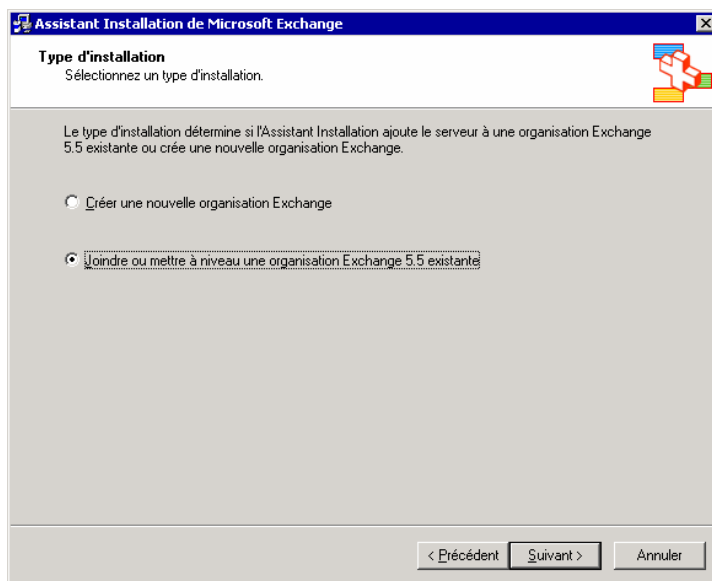 Assistant Installation de Microsoft Exchange
Type d'installation
Sélectionnez un type d'installation.
Le type d'installation détermine si l'Assistant Installation ajoute le serveur à une organisation Exchange
5.5 existante ou crée une nouvelle organisation Exchange.
Créer une nouvelle organisation Exchange
Joindre ou mettre à niveau une organisation Exchange 5.5 existante
< Précédent Suivant > Annuler